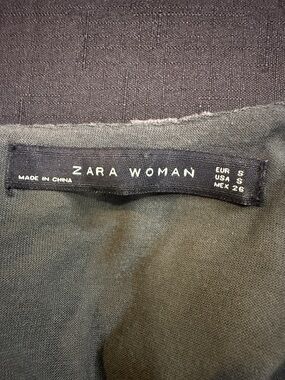 ZARA WOMAN
MADE IN CHINA
EUR S
USA S
MEX 26